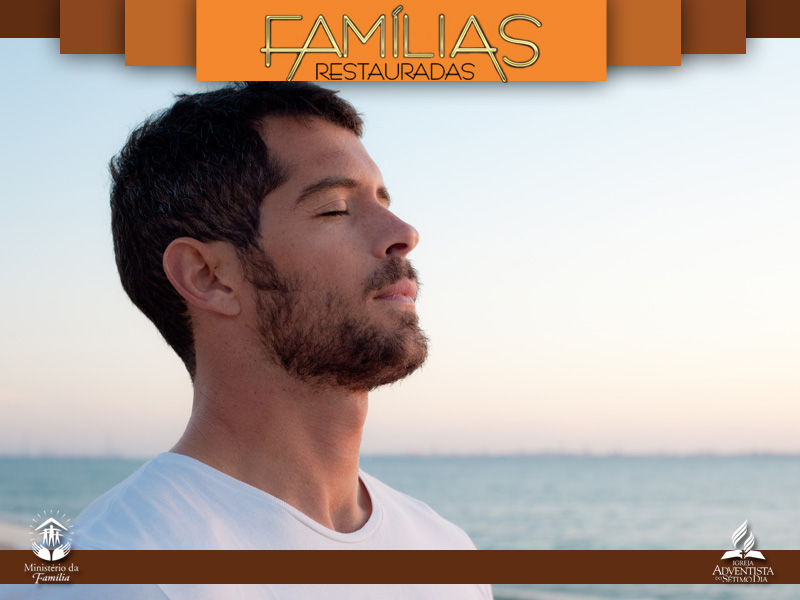 FAMÍLIAS
RESTAURADAS
Ministério da
Família
IGREJA
ADVENTISTA
DO SÉTIMO DIA